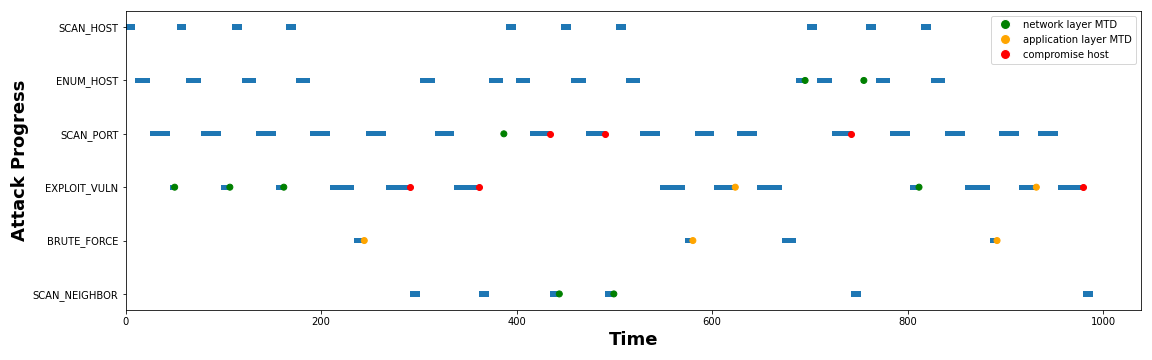 SCAN_HOST
ENUM_HOST
SCAN_PORT
EXPLOIT_VULN
BRUTE_FORCE
SCAN_NEIGHBOR
Attack Progress
network layer MTD
application layer MTD
compromise host
0 200 400 600 800 1000
Time